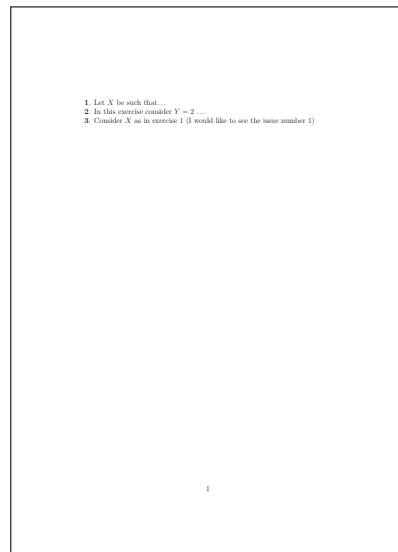 1. Let X be such that...
2. In this exercise consider Y = 2 ...
3. Consider X as in exercise 1 (I would like to see the issue number 1)
1